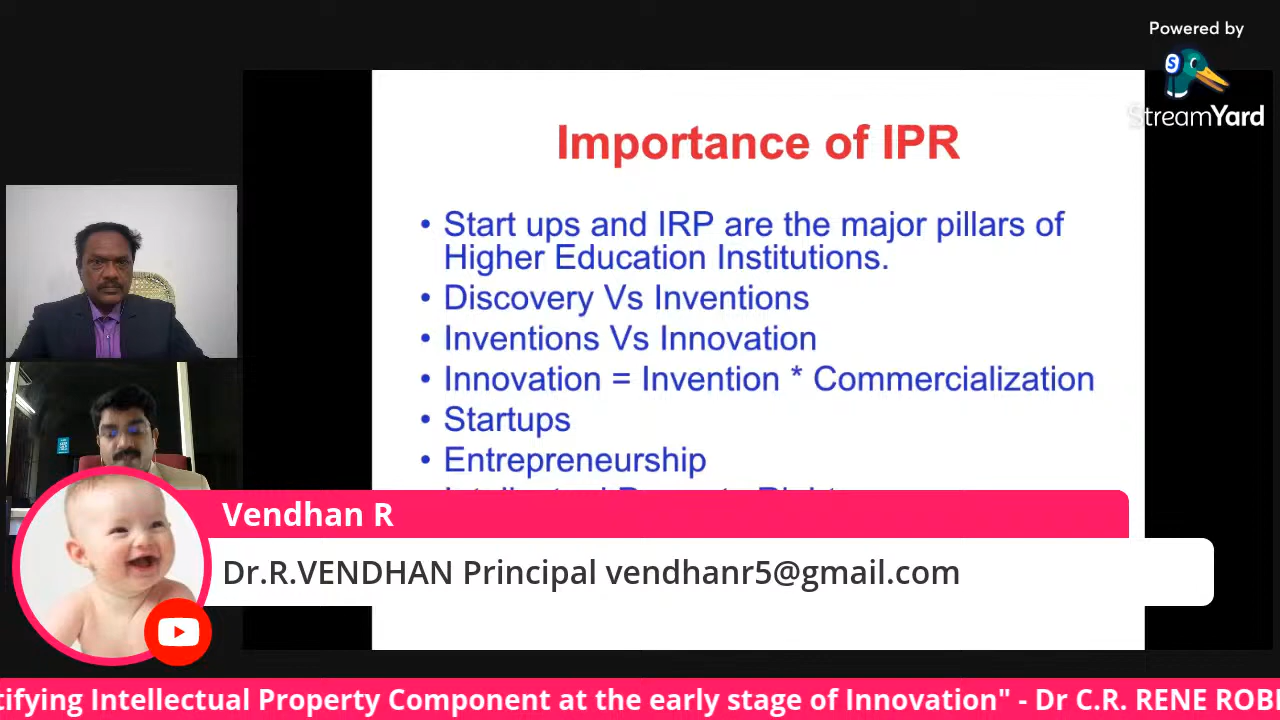 Powered by
StreamYard
Importance of IPR
• Start ups and IRP are the major pillars of
Higher Education Institutions.
• Discovery Vs Inventions
• Inventions Vs Innovation
• Innovation = Invention * Commercialization
• Startups
• Entrepreneurship
Vendhan R
Dr.R.VENDHAN Principal vendhanr5@gmail.com
tifying Intellectual Property Component at the early stage of Innovation" - Dr C.R. RENE ROB